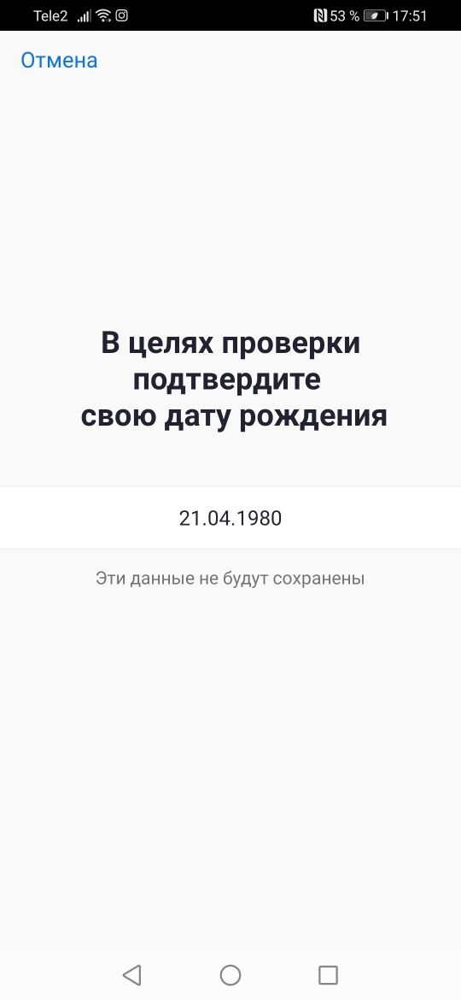 Tele2 53 % 17:51
Отмена
В целях проверки
подтвердите
свою дату рождения
21.04.1980
Эти данные не будут сохранены